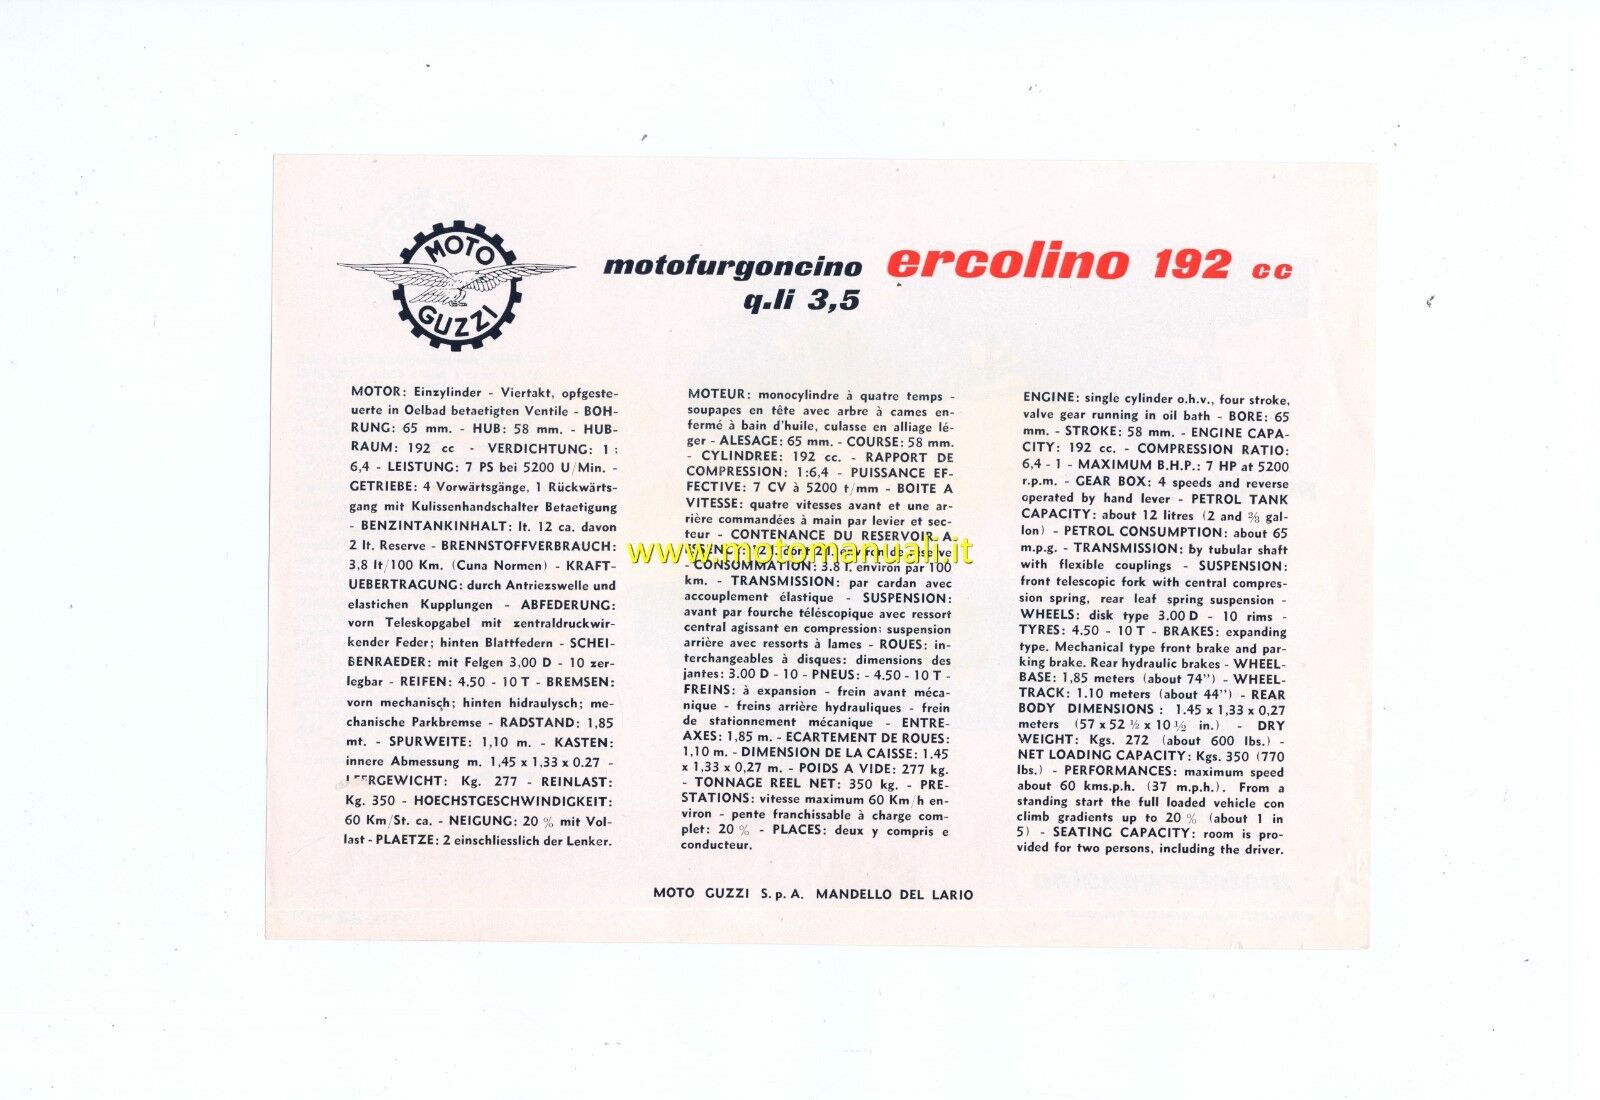 MOTO
GUZZI
motofurgoncino ercolino 192 cc
q.li 3,5
MOTOR: Einzylinder - Viertakt, opfgeste-
uerte in Oelbad betaetigten Ventile - BOH-
RUNG: 65 mm. - HUB: 58 mm. - HUB-
RAUM: 192 cc - VERDICHTUNG: 1 :
6,4 - LEISTUNG: 7 PS bei 5200 U/Min. -
GETRIEBE: 4 Vorwärtsgänge, 1 Rückwärts-
gang mit Kulissenhandschalter Betaetigung
- BENZINTANKINHALT: lt. 12 ca. davon
2 lt. Reserve - BRENNSTOFFVERBRAUCH:
3,8 lt/100 Km. (Cuna Normen) - KRAFT-
UEBERTRAGUNG: durch Antriezswelle und
elastichen Kupplungen - ABFEDERUNG:
vorn Teleskopgabel mit zentraldruckwir-
kender Feder; hinten Blattfedern - SCHEI-
BENRAEDER: mit Felgen 3,00 D - 10 zer-
legbar - REIFEN: 4.50 - 10 T - BREMSEN:
vorn mechanisch; hinten hidraulysch; me-
chanische Parkbremse - RADSTAND: 1,85
mt. - SPURWEITE: 1,10 m. - KASTEN:
innere Abmessung m. 1,45 x 1,33 x 0.27 -
LEERGEWICHT: Kg. 277 - REINLAST:
Kg. 350 - HOECHSTGESCHWINDIGKEIT:
60 Km/St. ca. - NEIGUNG: 20 % mit Vol-
last - PLAETZE: 2 einschliesslich der Lenker.
MOTEUR: monocylindre à quatre temps -
soupapes en tête avec arbre à cames en-
fermé à bain d'huile, culasse en alliage lé-
ger - ALESAGE: 65 mm. - COURSE: 58 mm.
- CYLINDREE: 192 cc. - RAPPORT DE
COMPRESSION: 1:6,4 - PUISSANCE EF-
FECTIVE: 7 CV à 5200 t/mm - BOITE A
VITESSE: quatre vitesses avant et une ar-
rière commandées à main par levier et sec-
teur - CONTENANCE DU RESERVOIR A
dont 2 l. environ de reserve
- CONSOMMATION: 3.8 l. environ par 100
km. - TRANSMISSION: par cardan avec
accouplement élastique - SUSPENSION:
avant par fourche téléscopique avec ressort
central agissant en compression; suspension
arrière avec ressorts à lames - ROUES: in-
terchangeables à disques: dimensions des
jantes: 3.00 D - 10 - PNEUS: - 4.50 - 10 T -
FREINS: à expansion - frein avant méca-
nique - freins arrière hydrauliques - frein
de stationnement mécanique - ENTRE-
AXES: 1,85 m. - ECARTEMENT DE ROUES:
1,10 m. - DIMENSION DE LA CAISSE: 1.45
x 1,33 x 0,27 m. - POIDS A VIDE: 277 kg.
- TONNAGE REEL NET: 350 kg. - PRE-
STATIONS: vitesse maximum 60 Km/h en-
viron - pente franchissable à charge com-
plet: 20 % - PLACES: deux y compris e
conducteur.
ENGINE: single cylinder o.h.v., four stroke,
valve gear running in oil bath - BORE: 65
mm. - STROKE: 58 mm. - ENGINE CAPA-
CITY: 192 cc. - COMPRESSION RATIO:
6,4 - 1 - MAXIMUM B.H.P.: 7 HP at 5200
r.p.m. - GEAR BOX: 4 speeds and reverse
operated by hand lever - PETROL TANK
CAPACITY: about 12 litres (2 and gal-
lon) - PETROL CONSUMPTION: about 65
m.p.g. - TRANSMISSION: by tubular shaft
with flexible couplings - SUSPENSION:
front telescopic fork with central compres-
sion spring, rear leaf spring suspension -
WHEELS: disk type 3.00 D - 10 rims -
TYRES: 4.50 - 10 T - BRAKES: expanding
type. Mechanical type front brake and par-
king brake. Rear hydraulic brakes - WHEEL-
BASE: 1,85 meters (about 74") - WHEEL-
TRACK: 1.10 meters (about 44") - REAR
BODY DIMENSIONS : 1.45 x 1,33 x 0,27
meters (57 x 52 ½ x 10 ½ in.) - DRY
WEIGHT: Kgs. 272 (about 600 lbs.) -
NET LOADING CAPACITY: Kgs. 350 (770
lbs.) - PERFORMANCES: maximum speed
about 60 kms.p.h. (37 m.p.h.). From a
standing start the full loaded vehicle con
climb gradients up to 20 % (about 1 in
5) - SEATING CAPACITY: room is pro-
vided for two persons, including the driver.
MOTO GUZZI S.p.A. MANDELLO DEL LARIO
www.motomanuali.it